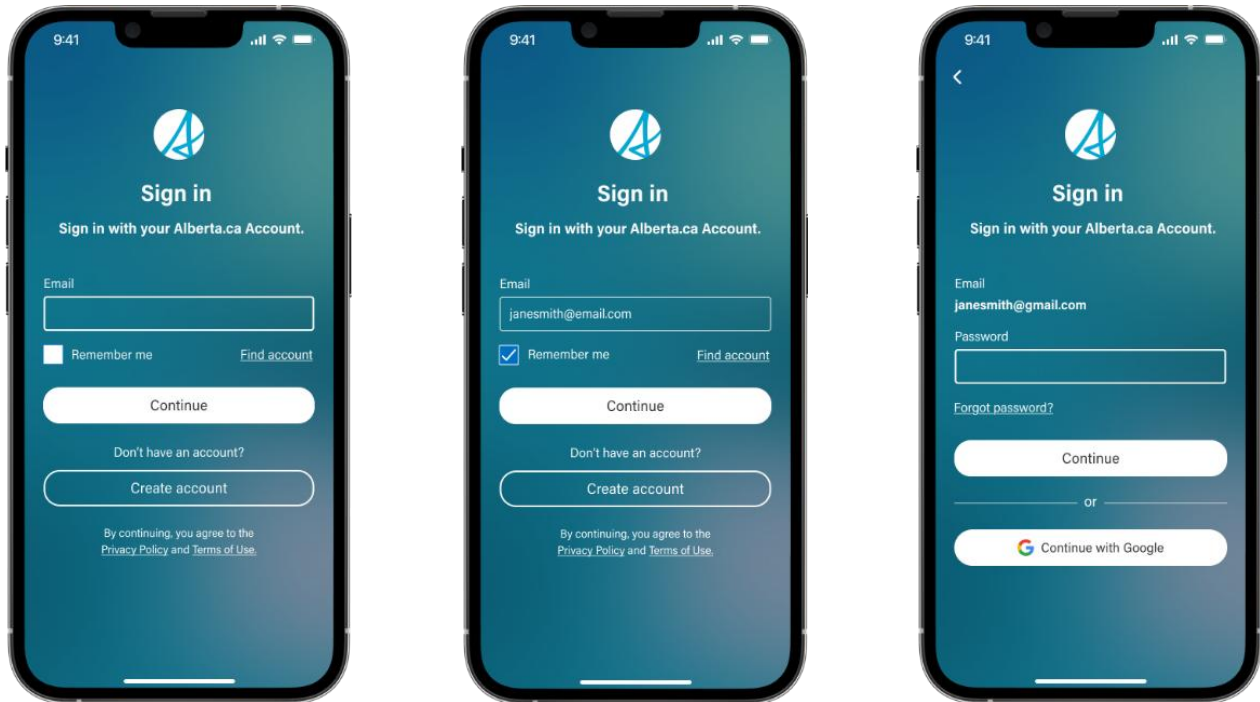 9:41
Sign in
Sign in with your Alberta.ca Account.
Email
Remember me
Find account
Continue
Don't have an account?
Create account
By continuing, you agree to the
Privacy Policy and Terms of Use.
9:41
Sign in
Sign in with your Alberta.ca Account.
Email
janesmith@email.com
Remember me
Find account
Continue
Don't have an account?
Create account
By continuing, you agree to the
Privacy Policy and Terms of Use.
9:41
Sign in
Sign in with your Alberta.ca Account.
Email
janesmith@gmail.com
Password
Forgot password?
Continue
or
Continue with Google